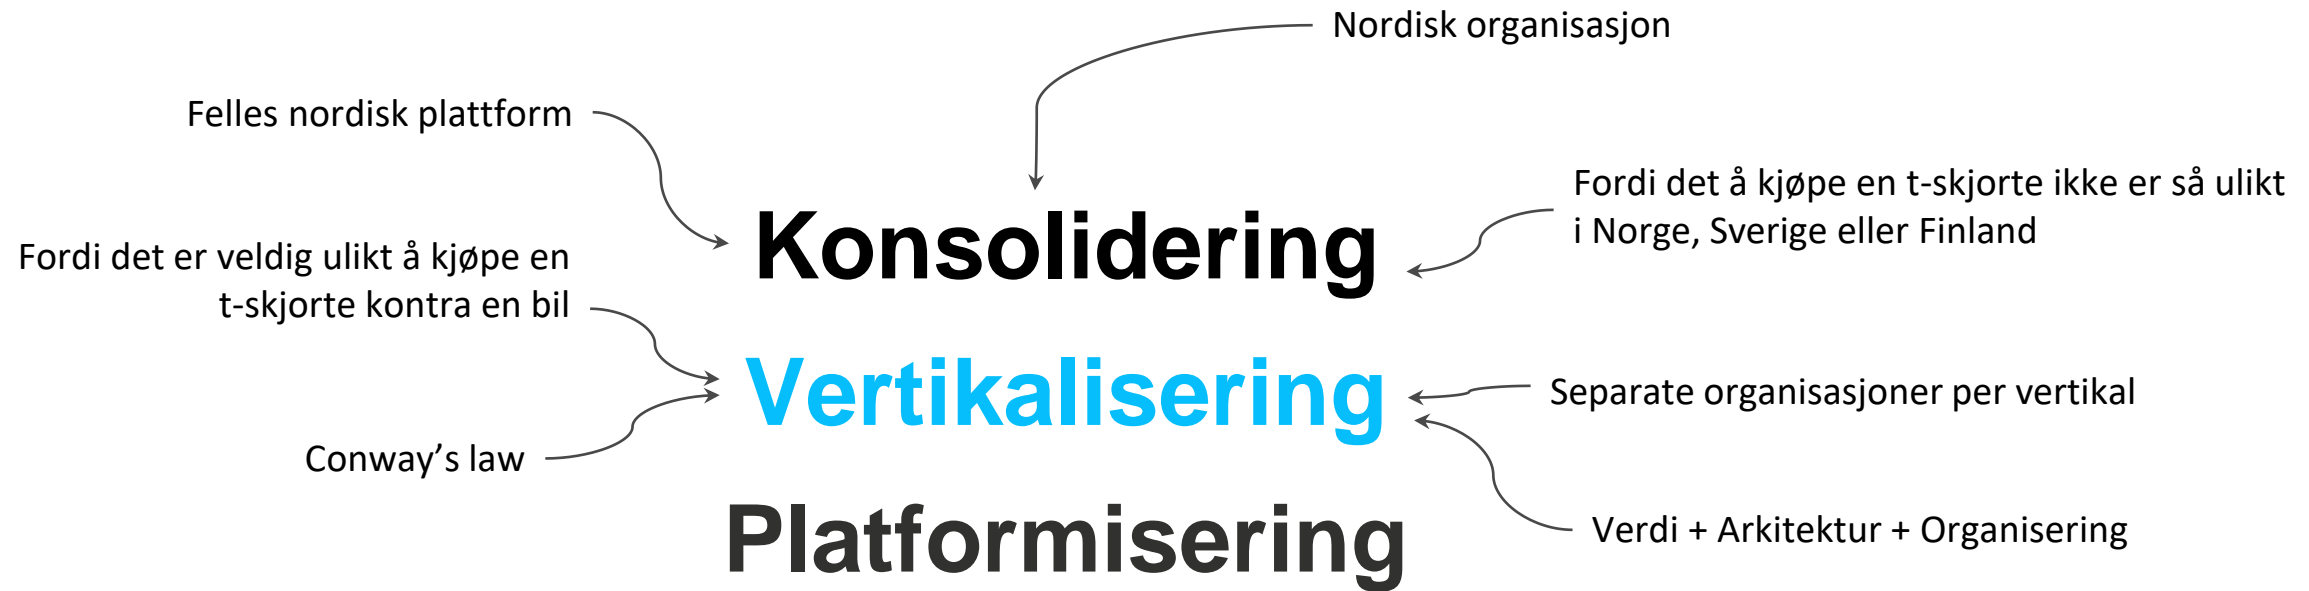 Nordisk organisasjon
Felles nordisk plattform
Fordi det å kjøpe en t-skjorte ikke er så ulikt
i Norge, Sverige eller Finland
Konsolidering
Fordi det er veldig ulikt å kjøpe en
t-skjorte kontra en bil
Vertikalisering
Separate organisasjoner per vertikal
Conway’s law
Platformisering
Verdi + Arkitektur + Organisering